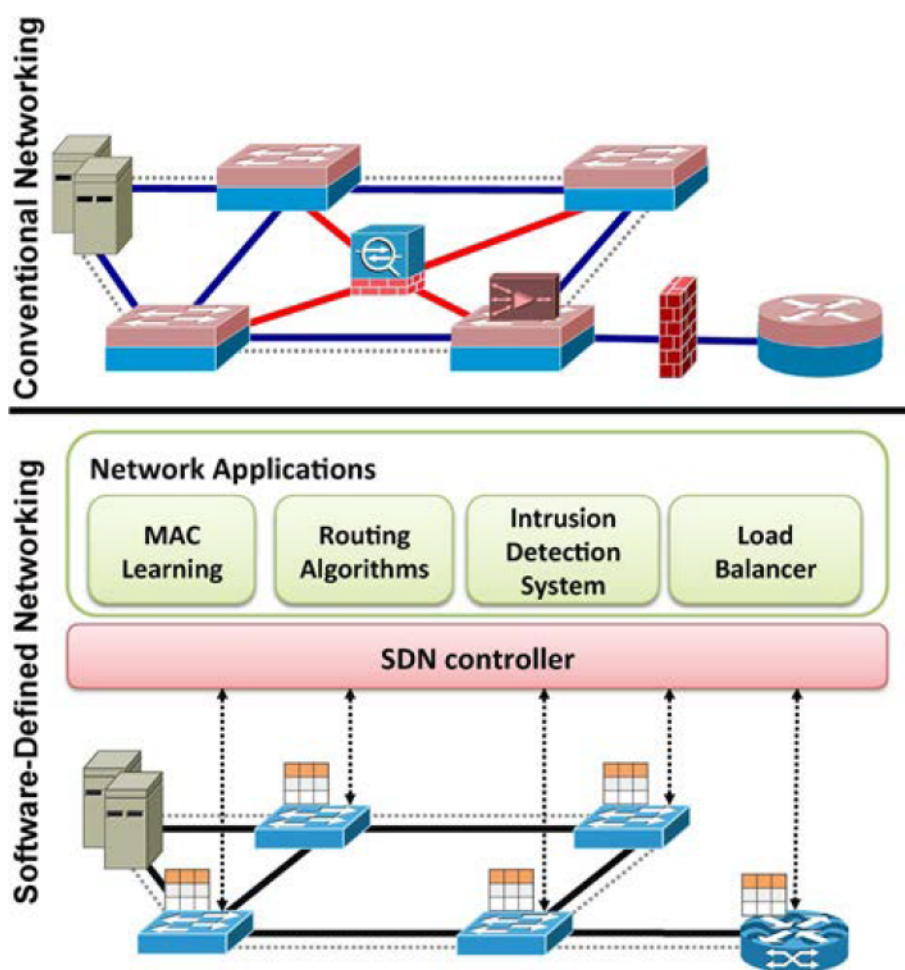 Conventional Networking
Software-Defined Networking
Network Applications
MAC
Learning
Routing
Algorithms
Intrusion
Detection
System
Load
Balancer
SDN controller